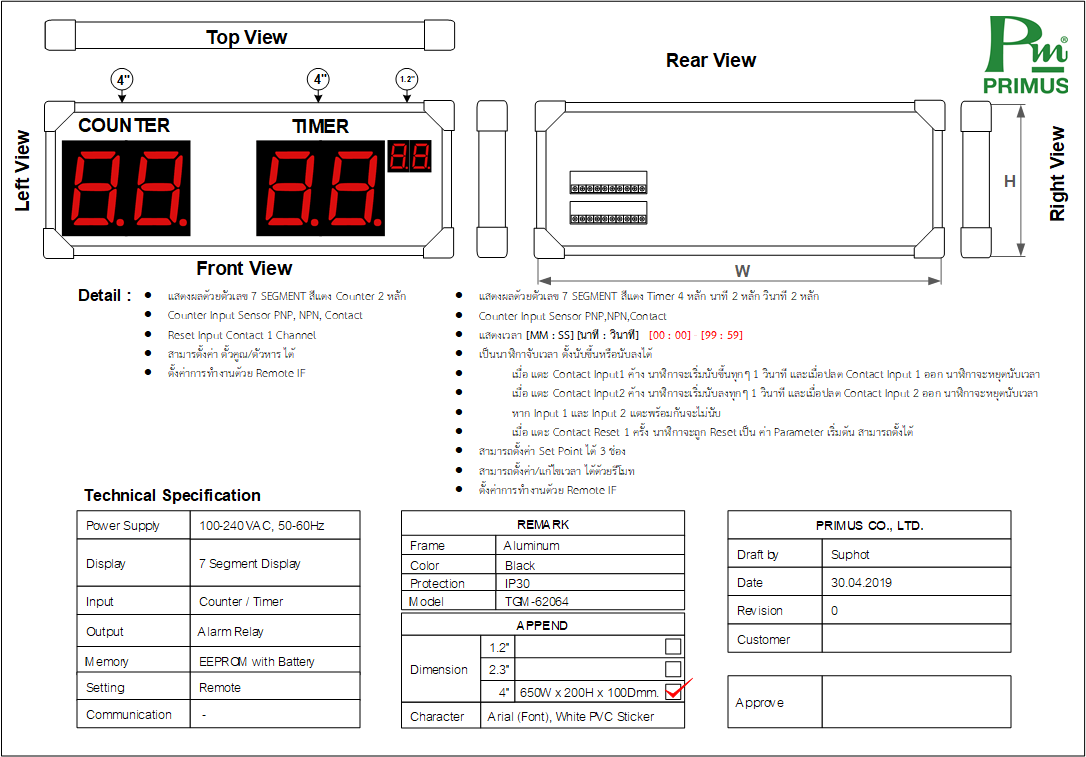 Top View
Rear View
Pm®
PRIMUS
4"
4"
1.2"
COUNTER
TIMER
8.8.
8.8.
8.8.
Left View
Right View
H
W
Front View
Detail :
• แสดงผลด้วยตัวเลข 7 SEGMENT สีแดง Counter 2 หลัก
• Counter Input Sensor PNP, NPN, Contact
• Reset Input Contact 1 Channel
• สามารถตั้งค่า ตั้วคูณ/ตัวหาร ได้
• ตั้งค่าการทำงานด้วย Remote IF
• แสดงผลด้วยตัวเลข 7 SEGMENT สีแดง Timer 4 หลัก นาที 2 หลัก วินาที 2 หลัก
• Counter Input Sensor PNP,NPN,Contact
• แสดงเวลา [MM : SS] [นาที : วินาที] [00 : 00] - [99 : 59]
• เป็นนาฬิกาจับเวลา ตั้งนับขึ้นหรือนับลงได้
• เมื่อ แตะ Contact Input1 ค้าง นาฬิกาจะเริ่มนับขึ้นทุกๆ 1 วินาที และเมื่อปลด Contact Input 1 ออก นาฬิกาจะหยุดนับเวลา
• เมื่อ แตะ Contact Input2 ค้าง นาฬิกาจะเริ่มนับลงทุกๆ 1 วินาที และเมื่อปลด Contact Input 2 ออก นาฬิกาจะหยุดนับเวลา
• หาก Input 1 และ Input 2 แตะพร้อมกันจะไม่นับ
• เมื่อ แตะ Contact Reset 1 ครั้ง นาฬิกาจะถูก Reset เป็น ค่า Parameter เริ่มต้น สามารถตั้งได้
• สามารถตั้งค่า Set Point ได้ 3 ช่อง
• สามารถตั้งค่า/แก้ไขเวลา ได้ด้วยรีโมท
• ตั้งค่าการทำงานด้วย Remote IF
Technical Specification
Power Supply 100-240 VAC, 50-60Hz
Display 7 Segment Display
Input Counter / Timer
Output Alarm Relay
Memory EEPROM with Battery
Setting Remote
Communication -
REMARK
Frame Aluminum
Color Black
Protection IP30
Model TGM-62064
APPEND
Dimension
1.2"
2.3"
4" 650W x 200H x 100Dmm.
Character Arial (Font), White PVC Sticker
PRIMUS CO., LTD.
Draft by Suphot
Date 30.04.2019
Revision 0
Customer
Approve